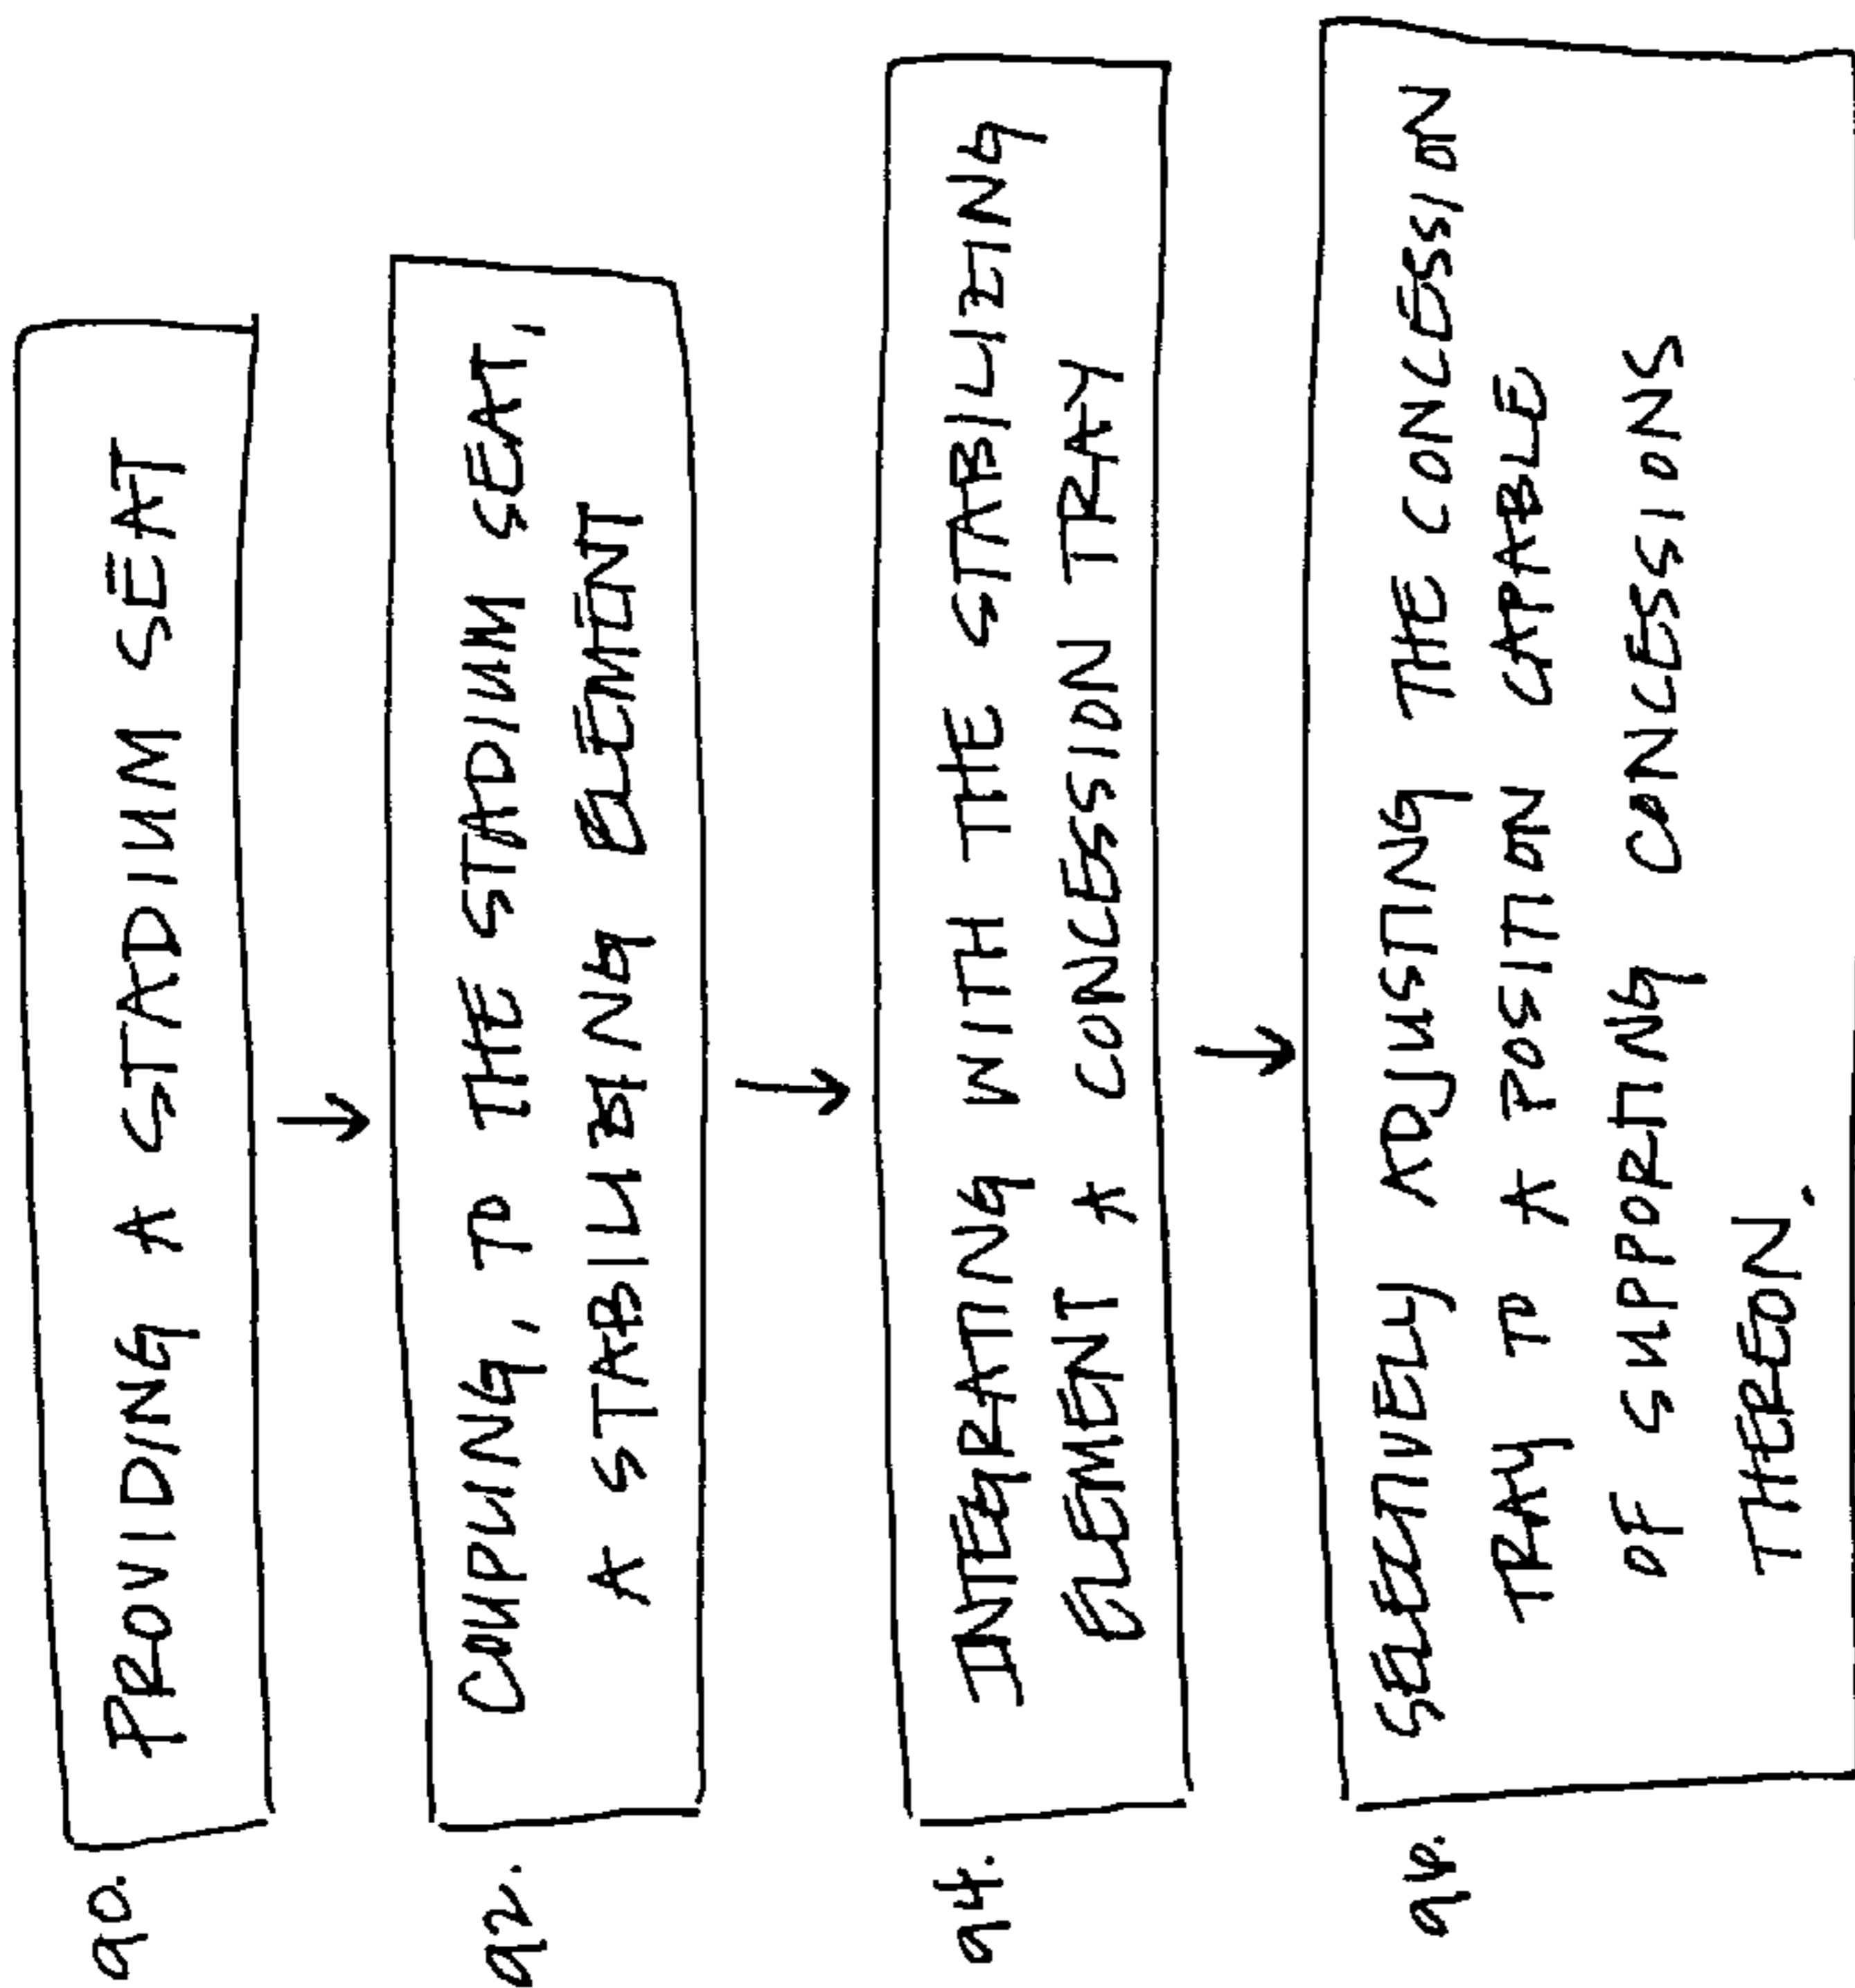 90. PROVIDING A STADIUM SEAT
92. COUPLING, TO THE STADIUM SEAT,
A STABILIZING ELEMENT
94. INTEGRATING WITH THE STABILIZING
ELEMENT A CONCESSION TRAY
96. SELECTIVELY ADJUSTING THE CONCESSION
TRAY TO A POSITION CAPABLE
OF SUPPORTING CONCESSIONS
THEREON.